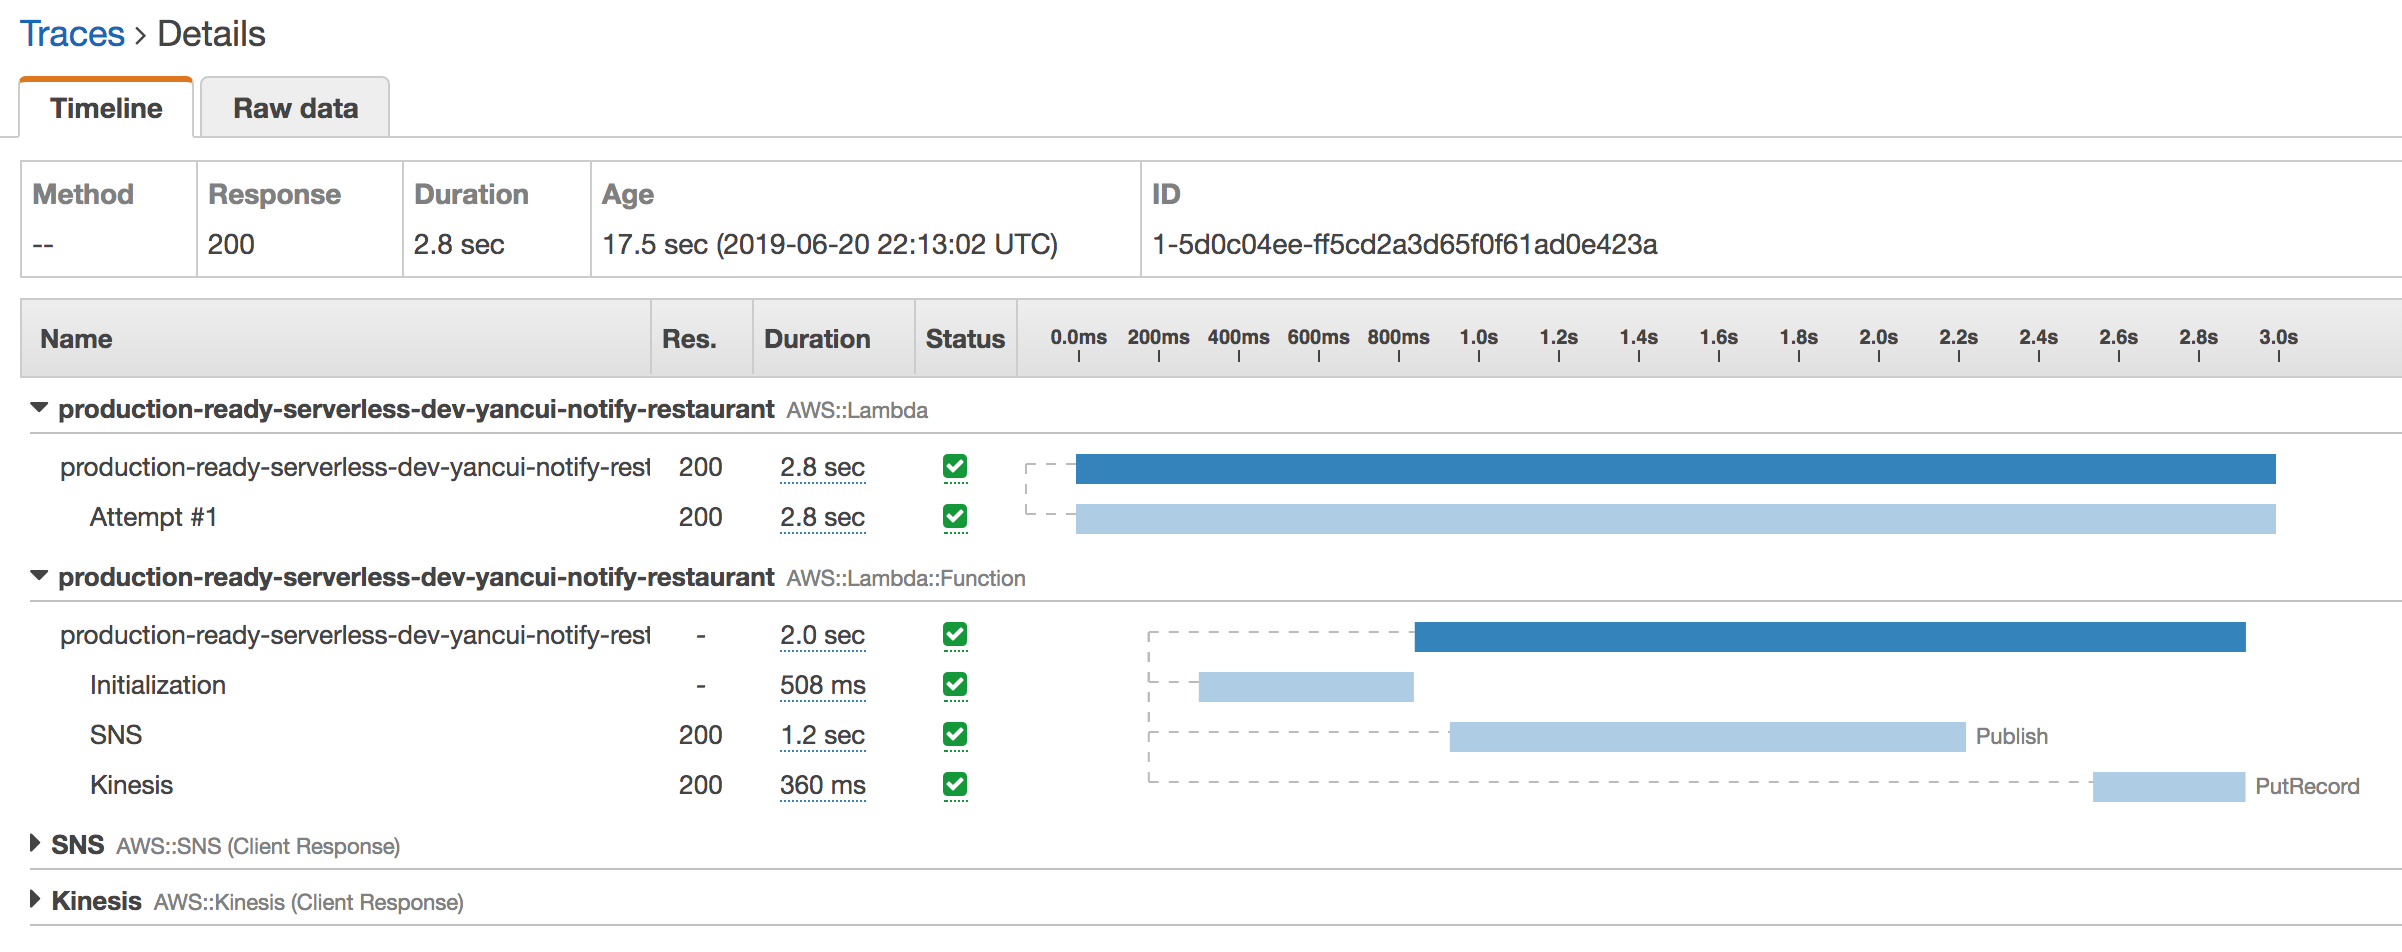 Traces > Details
Timeline Raw data
Method Response Duration Age ID
-- 200 2.8 sec 17.5 sec (2019-06-20 22:13:02 UTC) 1-5d0c04ee-ff5cd2a3d65f0f61ad0e423a
Name Res. Duration Status 0.0ms 200ms 400ms 600ms 800ms 1.0s 1.2s 1.4s 1.6s 1.8s 2.0s 2.2s 2.4s 2.6s 2.8s 3.0s
production-ready-serverless-dev-yancui-notify-restaurant AWS::Lambda
production-ready-serverless-dev-yancui-notify-rest 200 2.8 sec
Attempt #1 200 2.8 sec
production-ready-serverless-dev-yancui-notify-restaurant AWS::Lambda::Function
production-ready-serverless-dev-yancui-notify-rest - 2.0 sec
Initialization - 508 ms
SNS 200 1.2 sec Publish
Kinesis 200 360 ms PutRecord
SNS AWS::SNS (Client Response)
Kinesis AWS::Kinesis (Client Response)